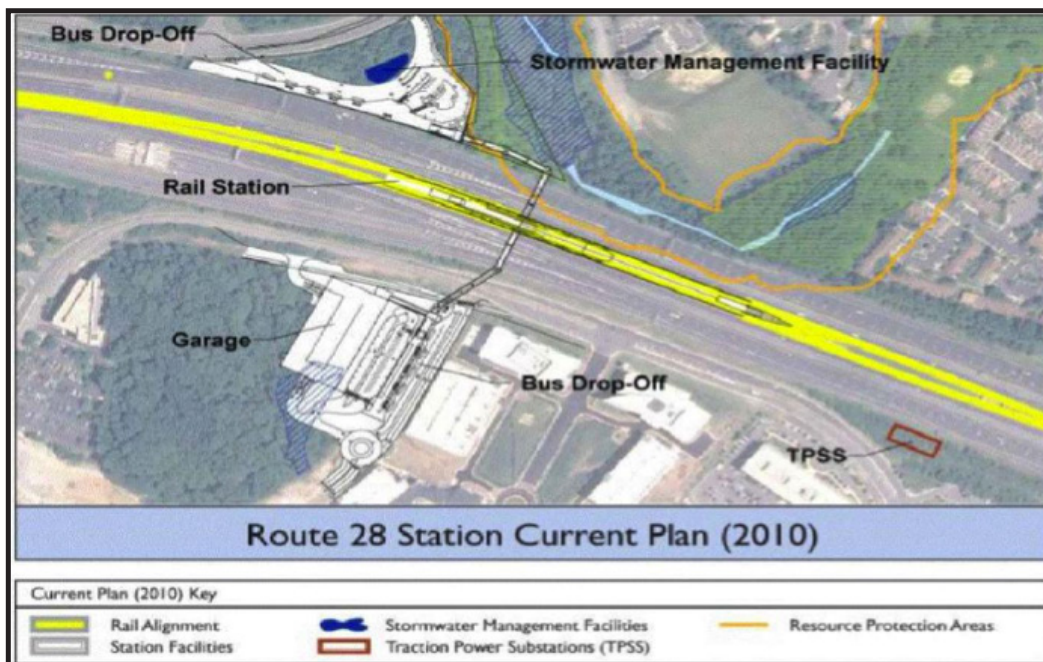 Bus Drop-Off
Stormwater Management Facility
Rail Station
Garage
Bus Drop-Off
TPSS
Route 28 Station Current Plan (2010)
Current Plan (2010) Key
Rail Alignment
Stormwater Management Facilities
Resource Protection Areas
Station Facilities
Traction Power Substations (TPSS)